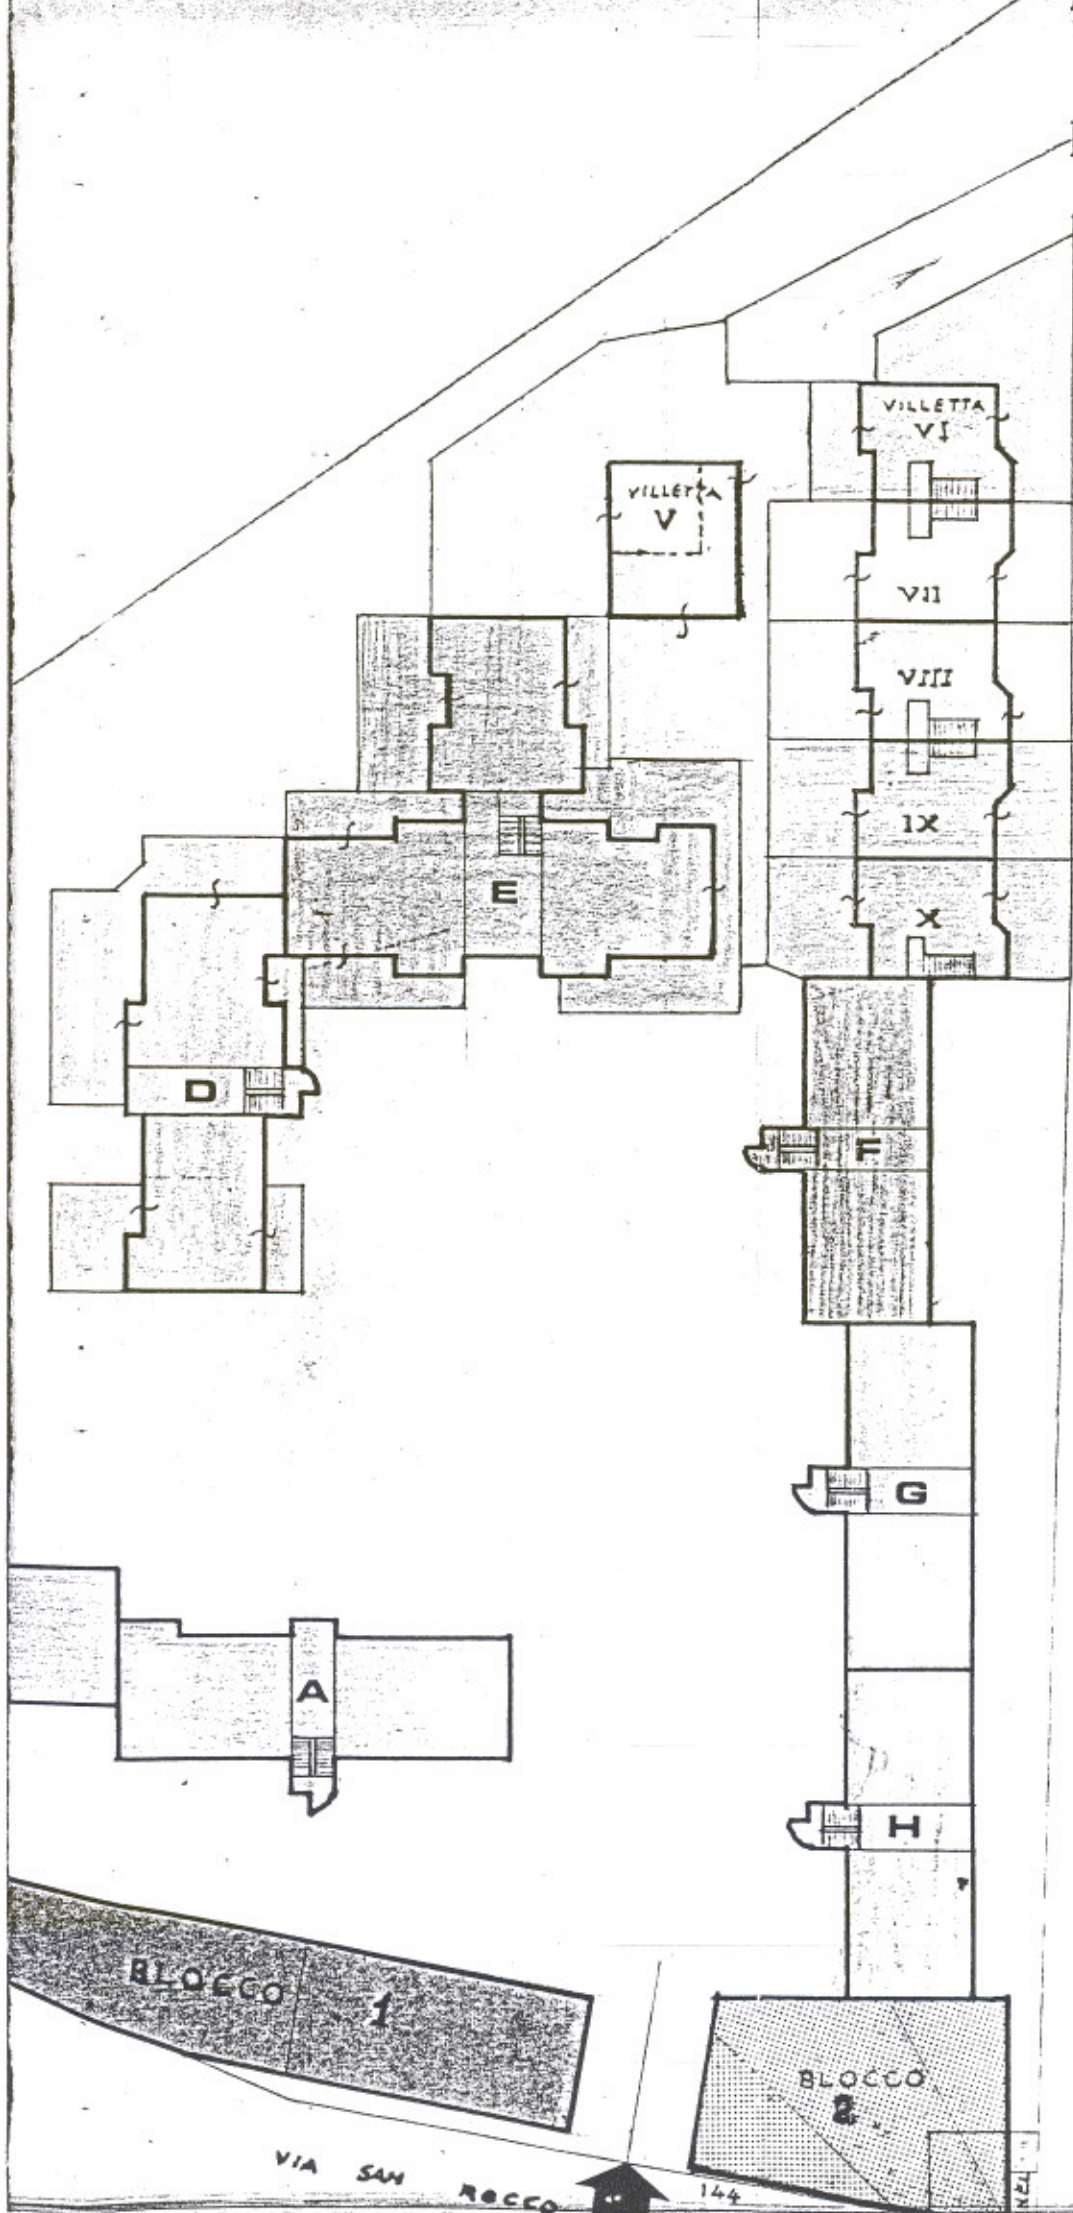 VILLETTA
VI
VILLETTA
V
VII
VIII
IX
E
X
D
F
G
A
H
BLOCCO 1
BLOCCO
2
VIA SAN ROCCO
144